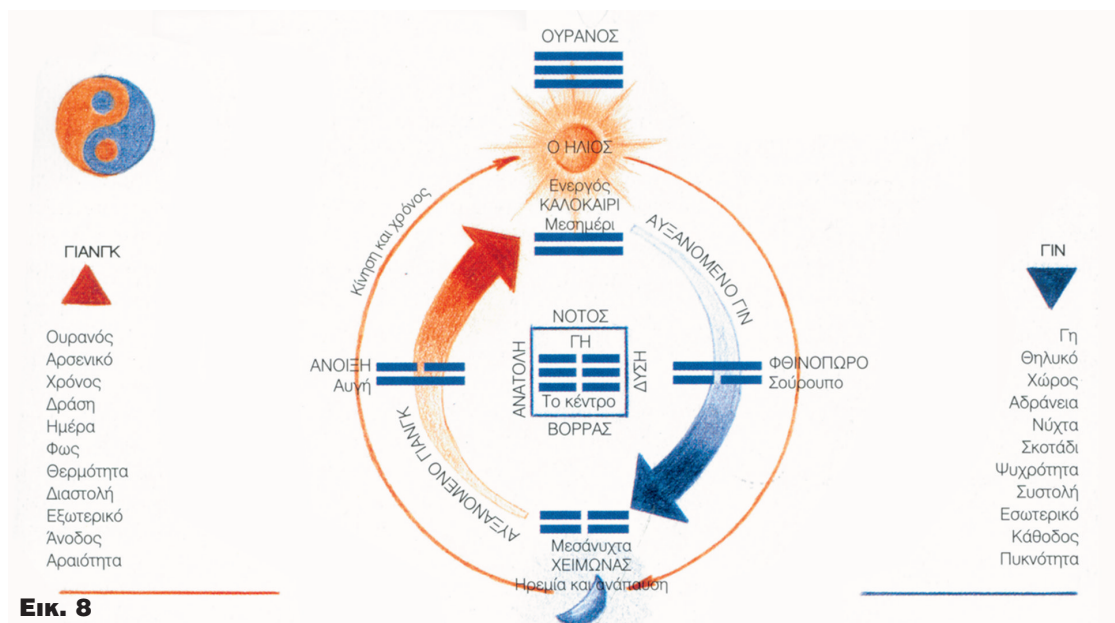 ΟΥΡΑΝΟΣ
Ο ΗΛΙΟΣ
Ενεργός
ΚΑΛΟΚΑΙΡΙ
Μεσημέρι
Κίνηση και χρόνος
ΑΥΞΑΝΟΜΕΝΟ ΓΙΝ
ΓΙΑΝΓΚ
Ουρανός
Αρσενικό
Χρόνος
Δράση
Ημέρα
Φως
Θερμότητα
Διαστολή
Εξωτερικό
Άνοδος
Αραιότητα
ΑΝΟΙΞΗ
Αυγή
ΝΟΤΟΣ
ΑΝΑΤΟΛΗ
ΓΗ
Το κέντρο
ΔΥΣΗ
ΒΟΡΡΑΣ
ΦΘΙΝΟΠΩΡΟ
Σούρουπο
ΑΥΞΑΝΟΜΕΝΟ ΓΙΑΝΓΚ
Μεσάνυχτα
ΧΕΙΜΩΝΑΣ
Ηρεμία και ανάπαυση
ΓΙΝ
Γη
Θηλυκό
Χώρος
Αδράνεια
Νύχτα
Σκοτάδι
Ψυχρότητα
Συστολή
Εσωτερικό
Κάθοδος
Πυκνότητα
Εικ. 8